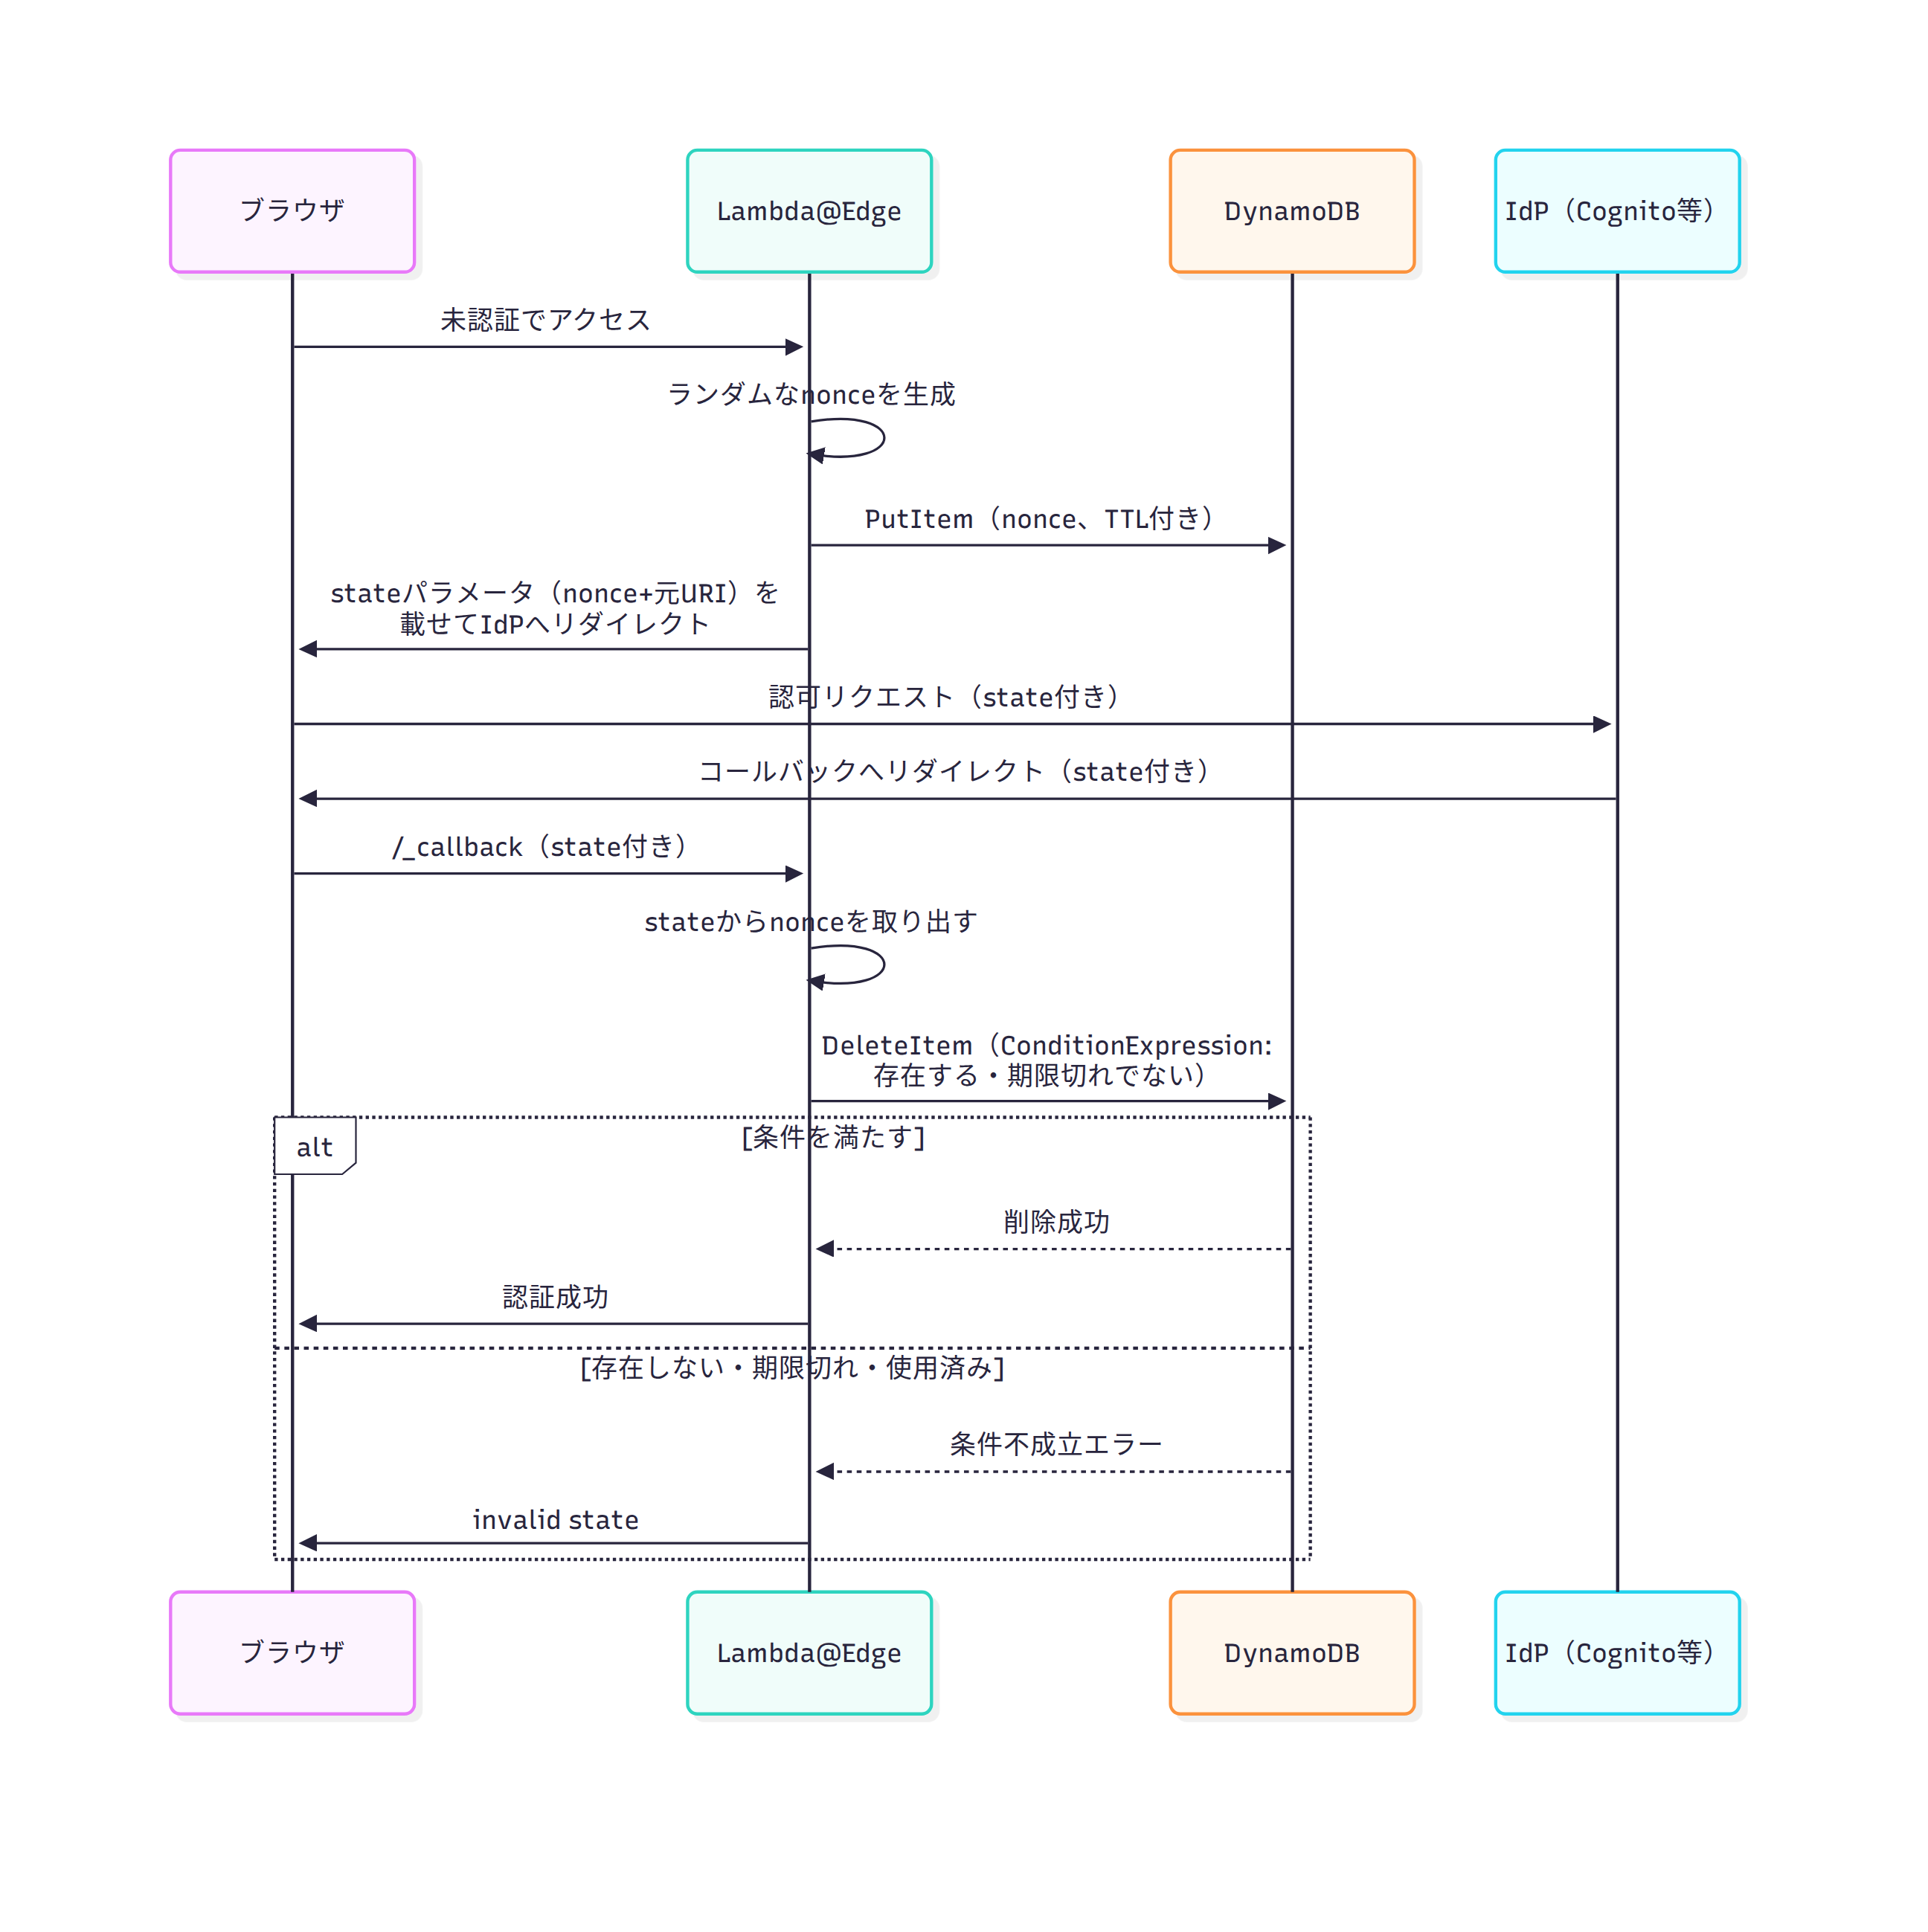 ブラウザ
Lambda@Edge
DynamoDB
IdP（Cognito等）
未認証でアクセス
ランダムなnonceを生成
PutItem（nonce、TTL付き）
stateパラメータ（nonce+元URI）を
載せてIdPへリダイレクト
認可リクエスト（state付き）
コールバックへリダイレクト（state付き）
/_callback（state付き）
stateからnonceを取り出す
DeleteItem（ConditionExpression:
存在する・期限切れでない）
alt
[条件を満たす]
削除成功
認証成功
[存在しない・期限切れ・使用済み]
条件不成立エラー
invalid state
ブラウザ
Lambda@Edge
DynamoDB
IdP（Cognito等）